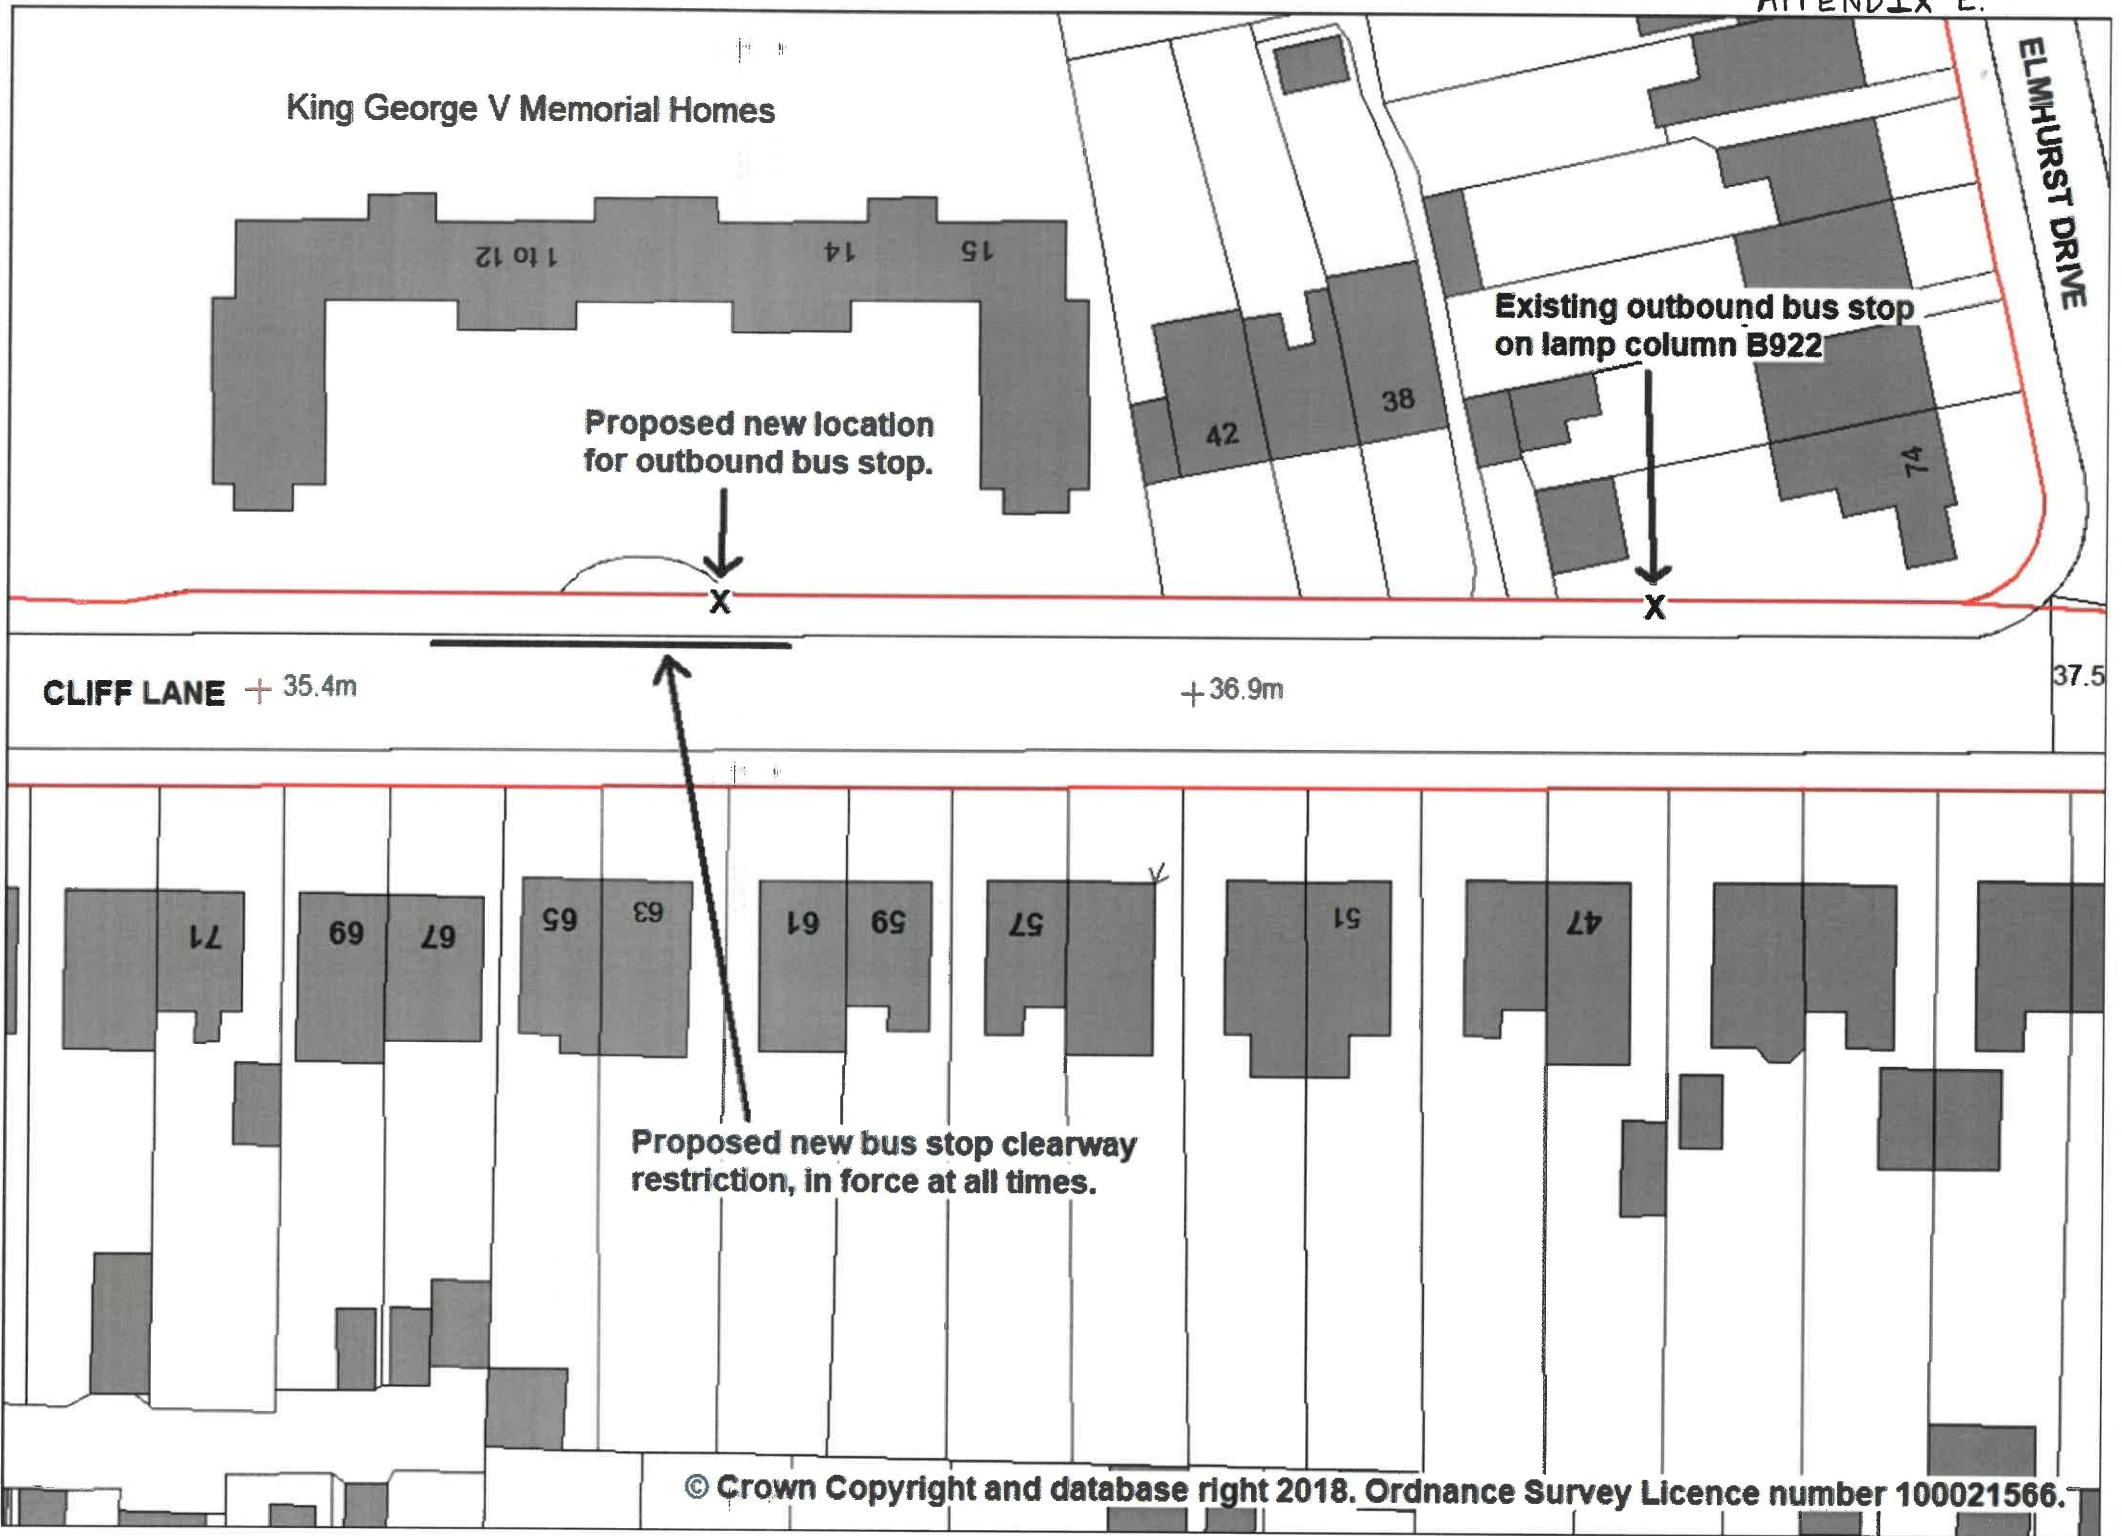 APPENDIX 2.
King George V Memorial Homes
ELMHURST DRIVE
1 to 12
14
15
Existing outbound bus stop
on lamp column B922
42
38
74
Proposed new location
for outbound bus stop.
X
X
CLIFF LANE + 35.4m
+ 36.9m
37.5
71
69
67
65
63
61
59
57
51
47
Proposed new bus stop clearway
restriction, in force at all times.
© Crown Copyright and database right 2018. Ordnance Survey Licence number 100021566.